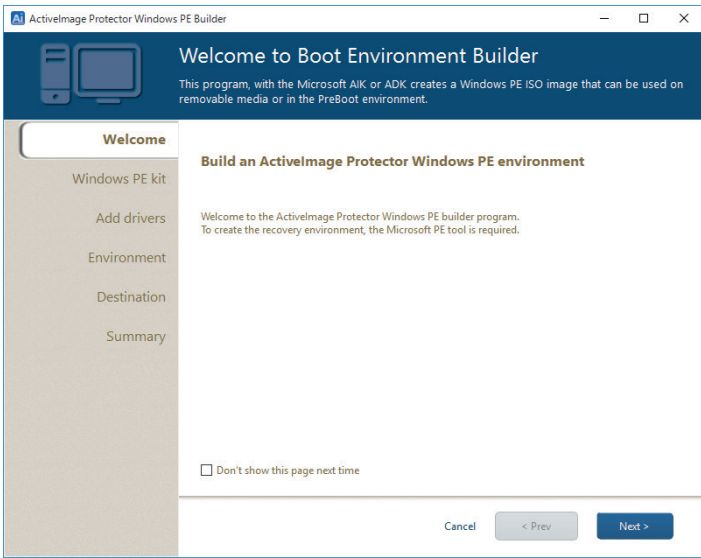 Ai ActiveImage Protector Windows PE Builder
Welcome to Boot Environment Builder
This program, with the Microsoft AIK or ADK creates a Windows PE ISO image that can be used on
removable media or in the PreBoot environment.
Welcome
Windows PE kit
Add drivers
Environment
Destination
Summary
Build an ActiveImage Protector Windows PE environment
Welcome to the ActiveImage Protector Windows PE builder program.
To create the recovery environment, the Microsoft PE tool is required.
Don't show this page next time
Cancel < Prev Next >